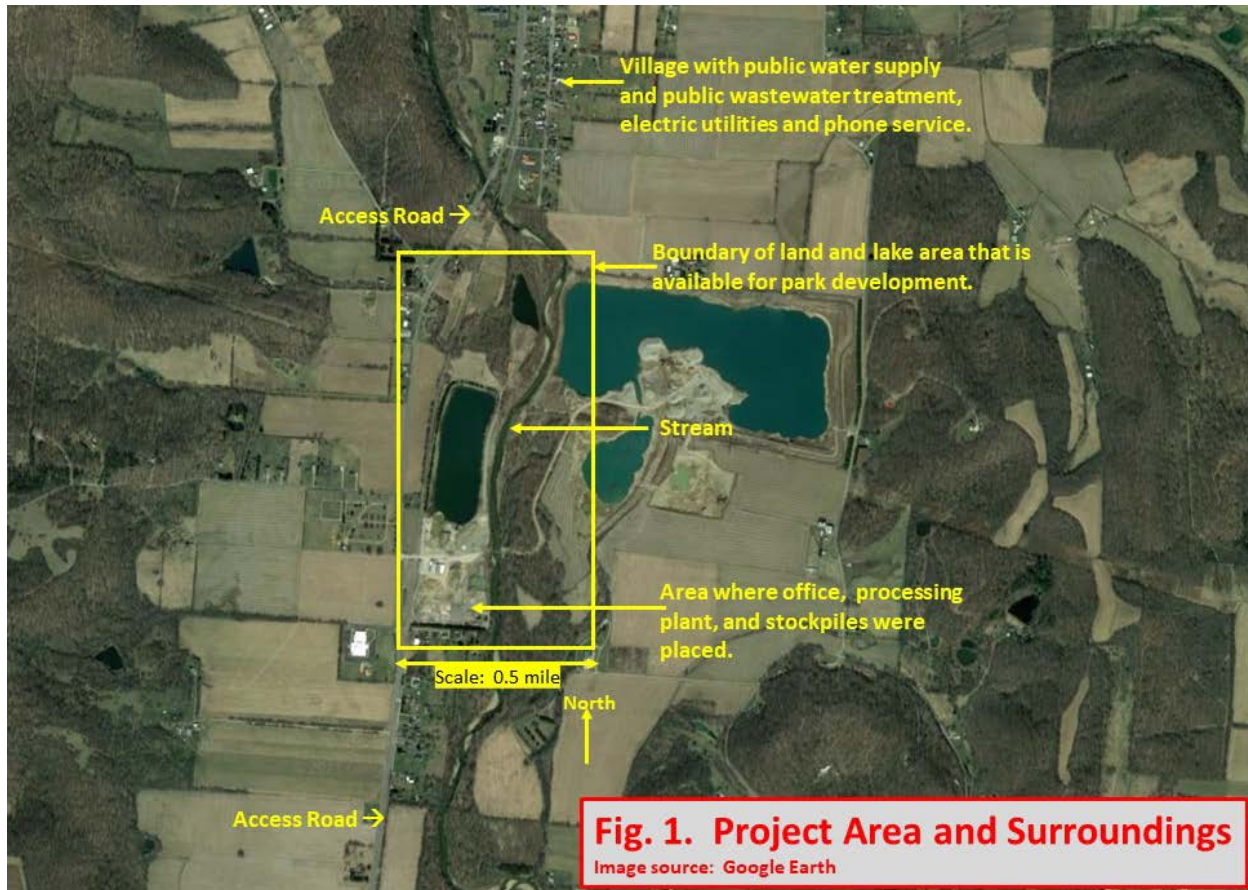 Village with public water supply
and public wastewater treatment,
electric utilities and phone service.
Access Road →
Boundary of land and lake area that is
available for park development.
Stream
Area where office, processing
plant, and stockpiles were
placed.
Scale: 0.5 mile
North
Access Road →
Fig. 1. Project Area and Surroundings
Image source: Google Earth